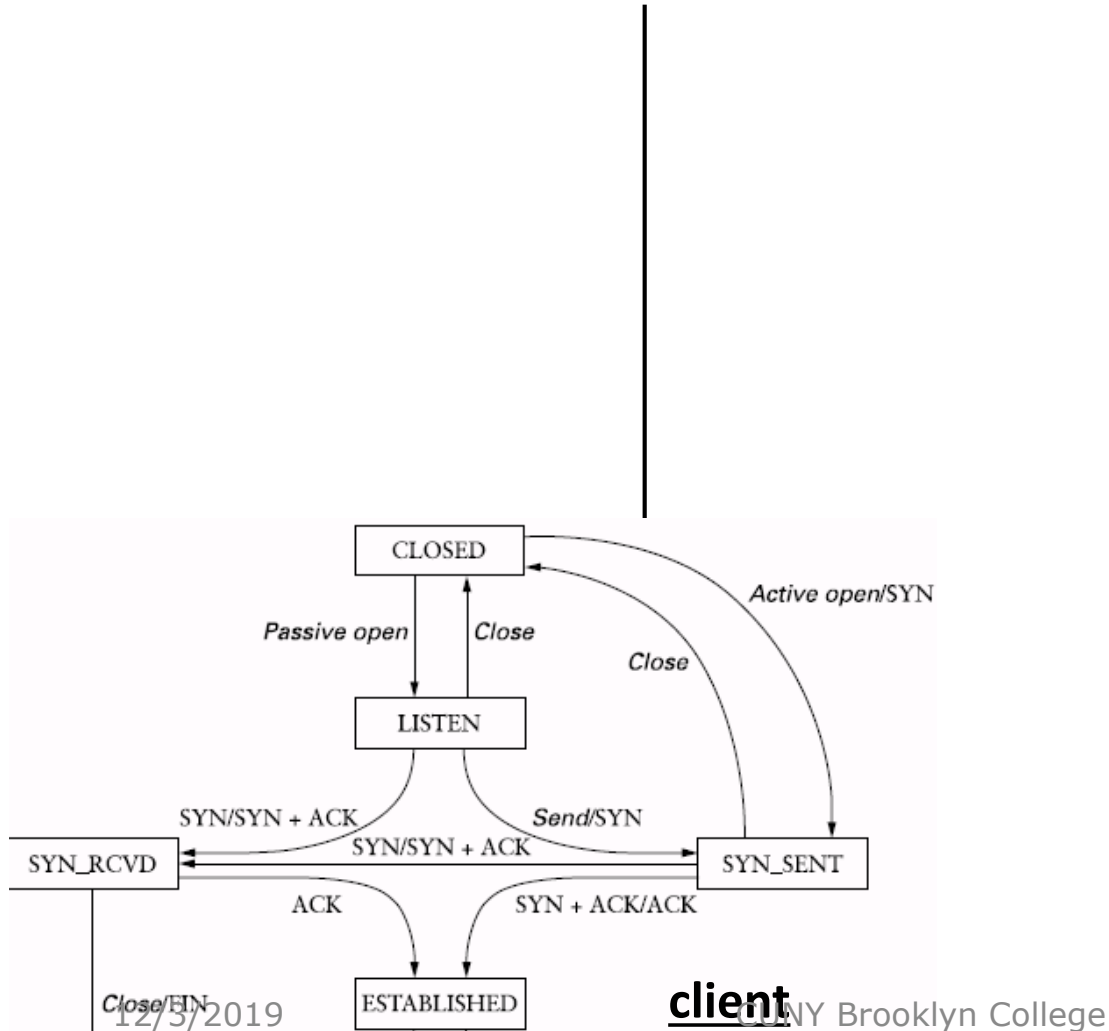 CLOSED
Active open/SYN
Passive open
Close
Close
LISTEN
SYN/SYN + ACK
Send/SYN
SYN/SYN + ACK
SYN_RCVD
SYN_SENT
ACK
SYN + ACK/ACK
Close/FIN
ESTABLISHED
client
12/5/2019
CUNY Brooklyn College